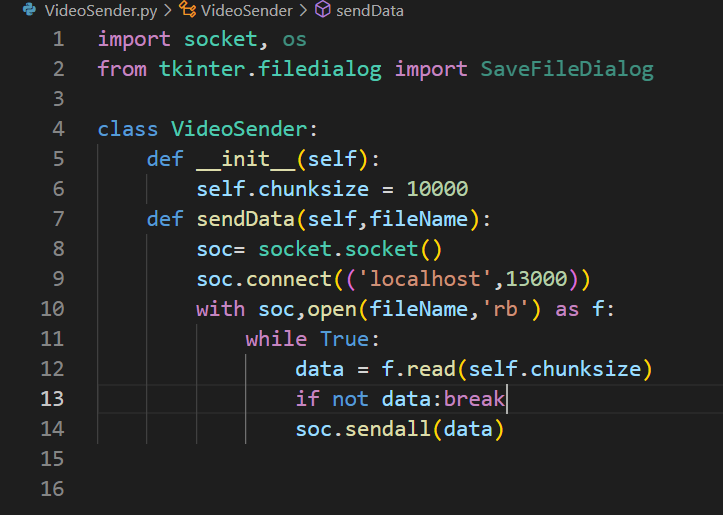 VideoSender.py > VideoSender > sendData
1 import socket, os
2 from tkinter.filedialog import SaveFileDialog
3
4 class VideoSender:
5     def __init__(self):
6         self.chunksize = 10000
7     def sendData(self,fileName):
8         soc= socket.socket()
9         soc.connect(('localhost',13000))
10         with soc,open(fileName,'rb') as f:
11             while True:
12                 data = f.read(self.chunksize)
13                 if not data:break
14                 soc.sendall(data)
15
16